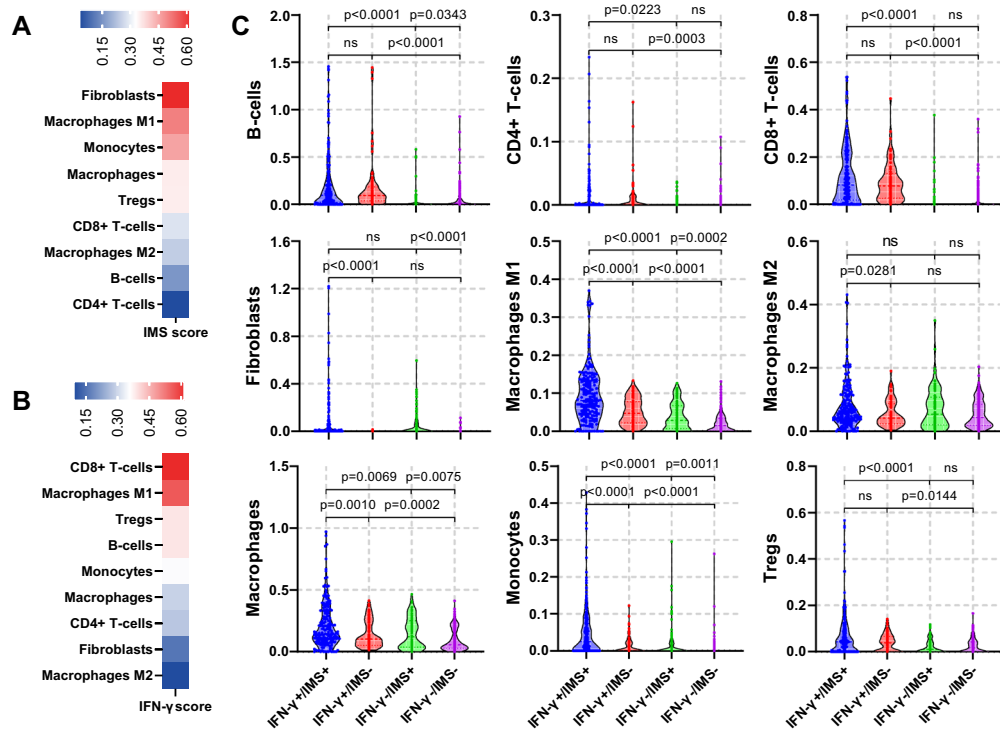 A
0.15
0.30
0.45
0.60
Fibroblasts
Macrophages M1
Monocytes
Macrophages
Tregs
CD8+ T-cells
Macrophages M2
B-cells
CD4+ T-cells
IMS score
B
0.15
0.30
0.45
0.60
CD8+ T-cells
Macrophages M1
Tregs
B-cells
Monocytes
Macrophages
CD4+ T-cells
Fibroblasts
Macrophages M2
IFN-γ score
C
B-cells
2.0
1.5
1.0
0.5
0.0
p<0.0001 p=0.0343
ns p<0.0001
CD4+ T-cells
0.3
0.2
0.1
0.0
p=0.0223 ns
ns p=0.0003
CD8+ T-cells
0.8
0.6
0.4
0.2
0.0
p<0.0001 ns
ns p<0.0001
Fibroblasts
1.6
1.2
0.8
0.4
0.0
ns p<0.0001
p<0.0001 ns
Macrophages M1
0.5
0.4
0.3
0.2
0.1
0.0
p<0.0001 p=0.0002
p<0.0001 p<0.0001
Macrophages M2
0.6
0.4
0.2
0.0
ns ns
p=0.0281 ns
Macrophages
1.5
1.0
0.5
0.0
p=0.0069 p=0.0075
p=0.0010 p=0.0002
IFN-γ+/IMS+
IFN-γ+/IMS-
IFN-γ-/IMS+
IFN-γ-/IMS-
Monocytes
0.5
0.4
0.3
0.2
0.1
0.0
p<0.0001 p=0.0011
p<0.0001 p<0.0001
IFN-γ+/IMS+
IFN-γ+/IMS-
IFN-γ-/IMS+
IFN-γ-/IMS-
Tregs
0.8
0.6
0.4
0.2
0.0
p<0.0001 ns
ns p=0.0144
IFN-γ+/IMS+
IFN-γ+/IMS-
IFN-γ-/IMS+
IFN-γ-/IMS-